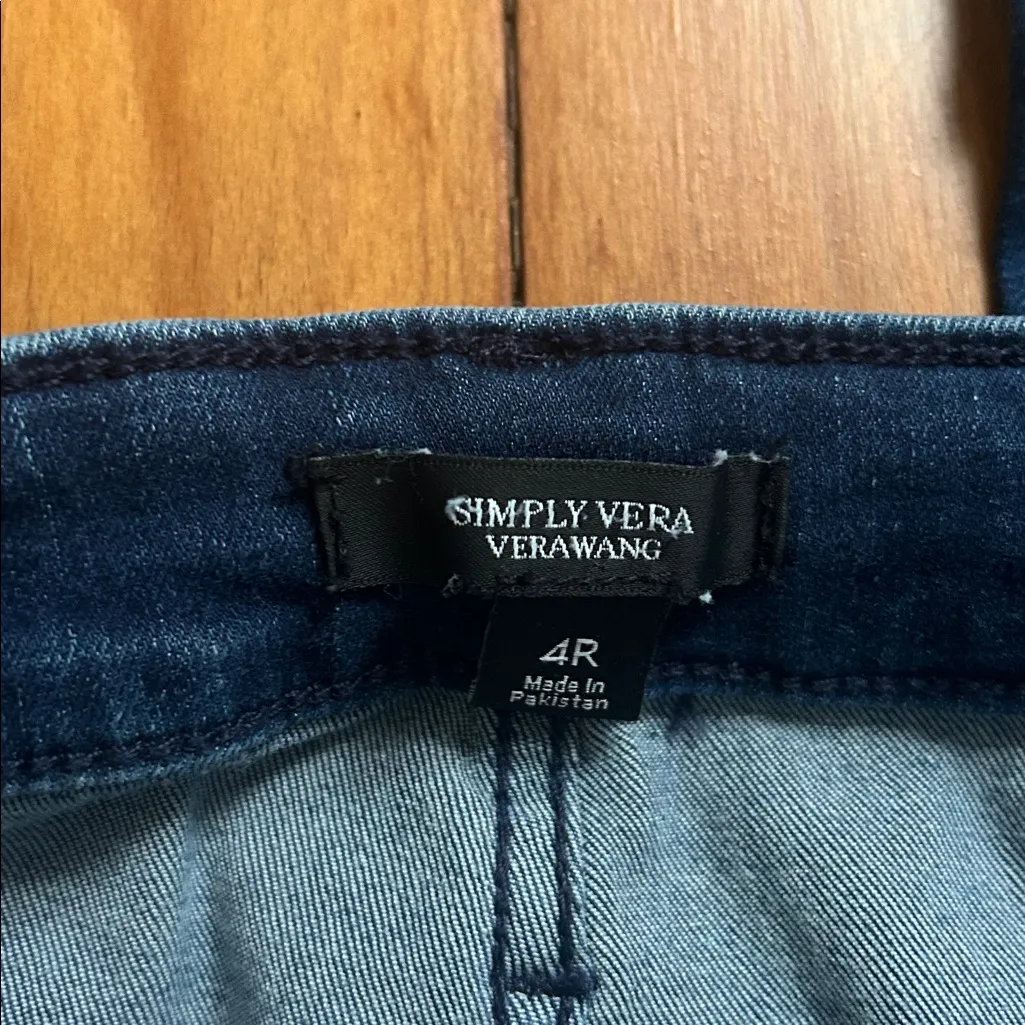 SIMPLY VERA
VERAWANG
4R
Made In
Pakistan